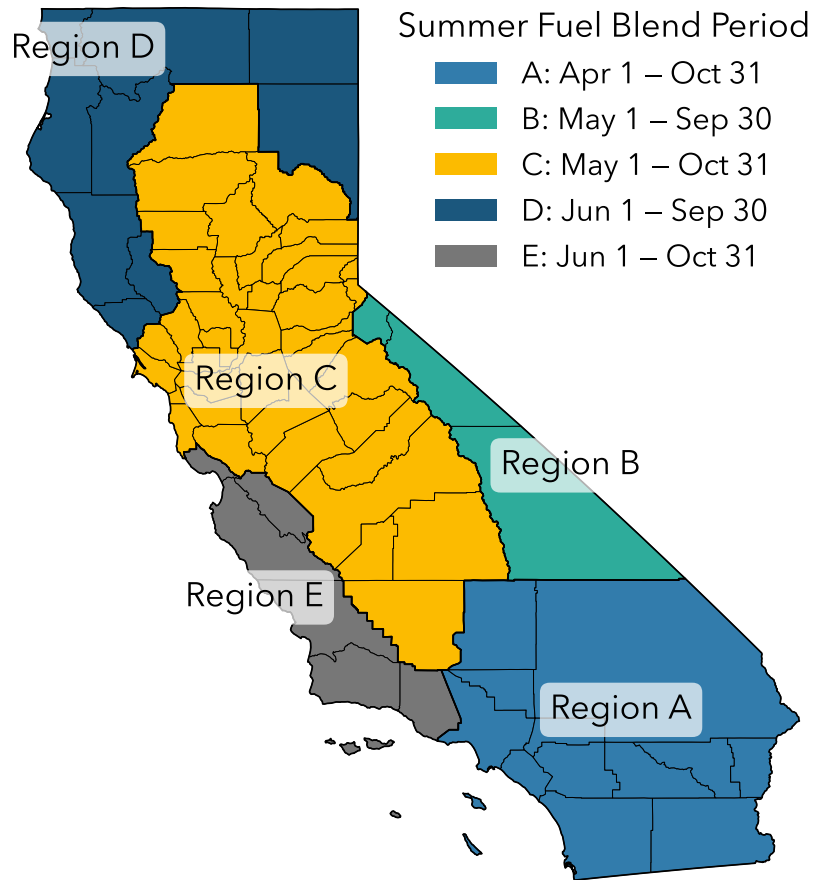 Summer Fuel Blend Period
A: Apr 1 – Oct 31
B: May 1 – Sep 30
C: May 1 – Oct 31
D: Jun 1 – Sep 30
E: Jun 1 – Oct 31
Region D
Region C
Region B
Region E
Region A